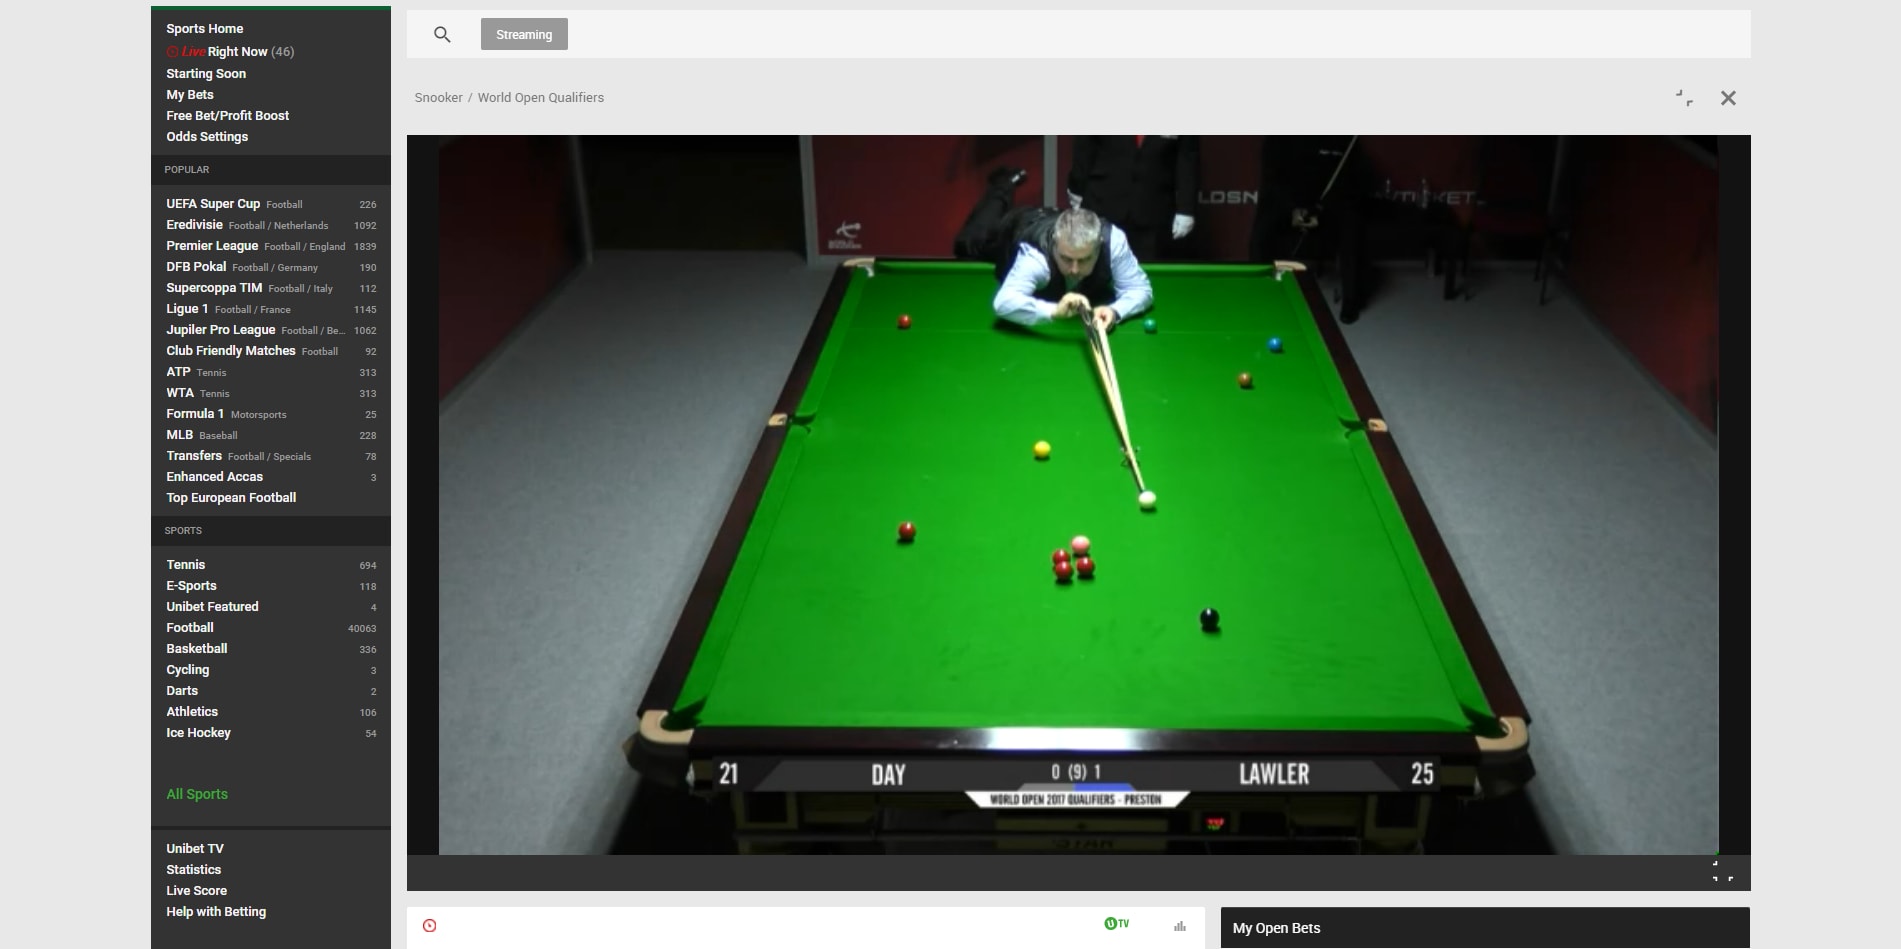 Sports Home
Live Right Now (46)
Starting Soon
My Bets
Free Bet/Profit Boost
Odds Settings
POPULAR
UEFA Super Cup Football 226
Eredivisie Football / Netherlands 1092
Premier League Football / England 1839
DFB Pokal Football / Germany 190
Supercoppa TIM Football / Italy 112
Ligue 1 Football / France 1145
Jupiler Pro League Football / Be... 1062
Club Friendly Matches Football 92
ATP Tennis 313
WTA Tennis 313
Formula 1 Motorsports 25
MLB Baseball 228
Transfers Football / Specials 78
Enhanced Accas 3
Top European Football
SPORTS
Tennis 694
E-Sports 118
Unibet Featured 4
Football 40063
Basketball 336
Cycling 3
Darts 2
Athletics 106
Ice Hockey 54
All Sports
Unibet TV
Statistics
Live Score
Help with Betting
Streaming
Snooker / World Open Qualifiers
21 DAY 0 (9) 1 LAWLER 25
WORLD OPEN 2017 QUALIFIERS - PRESTON
U TV
My Open Bets